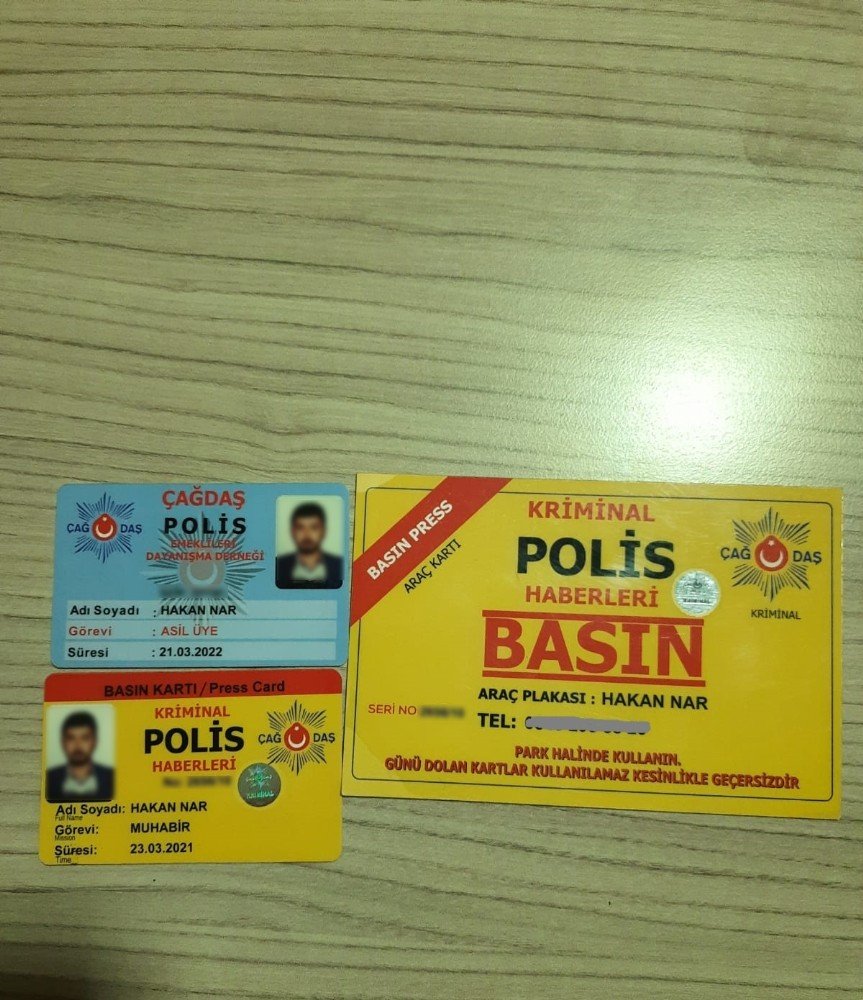 ÇAĞDAŞ
POLİS
EMEKLİLERİ
DAYANIŞMA DERNEĞİ
ÇAĞ DAŞ
Adı Soyadı : HAKAN NAR
Görevi : ASİL ÜYE
Süresi : 21.03.2022
BASIN KARTI / Press Card
KRİMİNAL
POLİS
HABERLERİ
ÇAĞ DAŞ
Adı Soyadı: HAKAN NAR
Full Name
Görevi: MUHABİR
Mission
Süresi: 23.03.2021
Time
BASIN PRESS
ARAÇ KARTI
KRİMİNAL
POLİS
HABERLERİ
BASIN
ÇAĞ DAŞ
KRİMİNAL
ARAÇ PLAKASI : HAKAN NAR
SERİ NO
TEL:
PARK HALİNDE KULLANIN.
GÜNÜ DOLAN KARTLAR KULLANILAMAZ KESİNLİKLE GEÇERSİZDİR